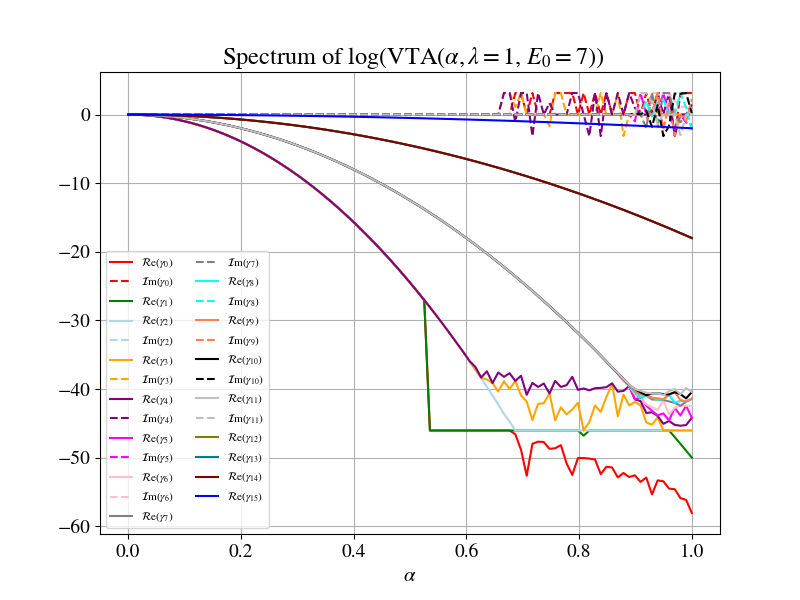 Spectrum of log(VTA(α, λ = 1, E₀ = 7))
0
−10
−20
−30
−40
−50
−60
0.0 0.2 0.4 0.6 0.8 1.0
α
ℛe(γ₀)
ℐm(γ₀)
ℛe(γ₁)
ℛe(γ₂)
ℐm(γ₂)
ℛe(γ₃)
ℐm(γ₃)
ℛe(γ₄)
ℐm(γ₄)
ℛe(γ₅)
ℐm(γ₅)
ℛe(γ₆)
ℐm(γ₆)
ℛe(γ₇)
ℐm(γ₇)
ℛe(γ₈)
ℐm(γ₈)
ℛe(γ₉)
ℐm(γ₉)
ℛe(γ₁₀)
ℐm(γ₁₀)
ℛe(γ₁₁)
ℐm(γ₁₁)
ℛe(γ₁₂)
ℛe(γ₁₃)
ℛe(γ₁₄)
ℛe(γ₁₅)